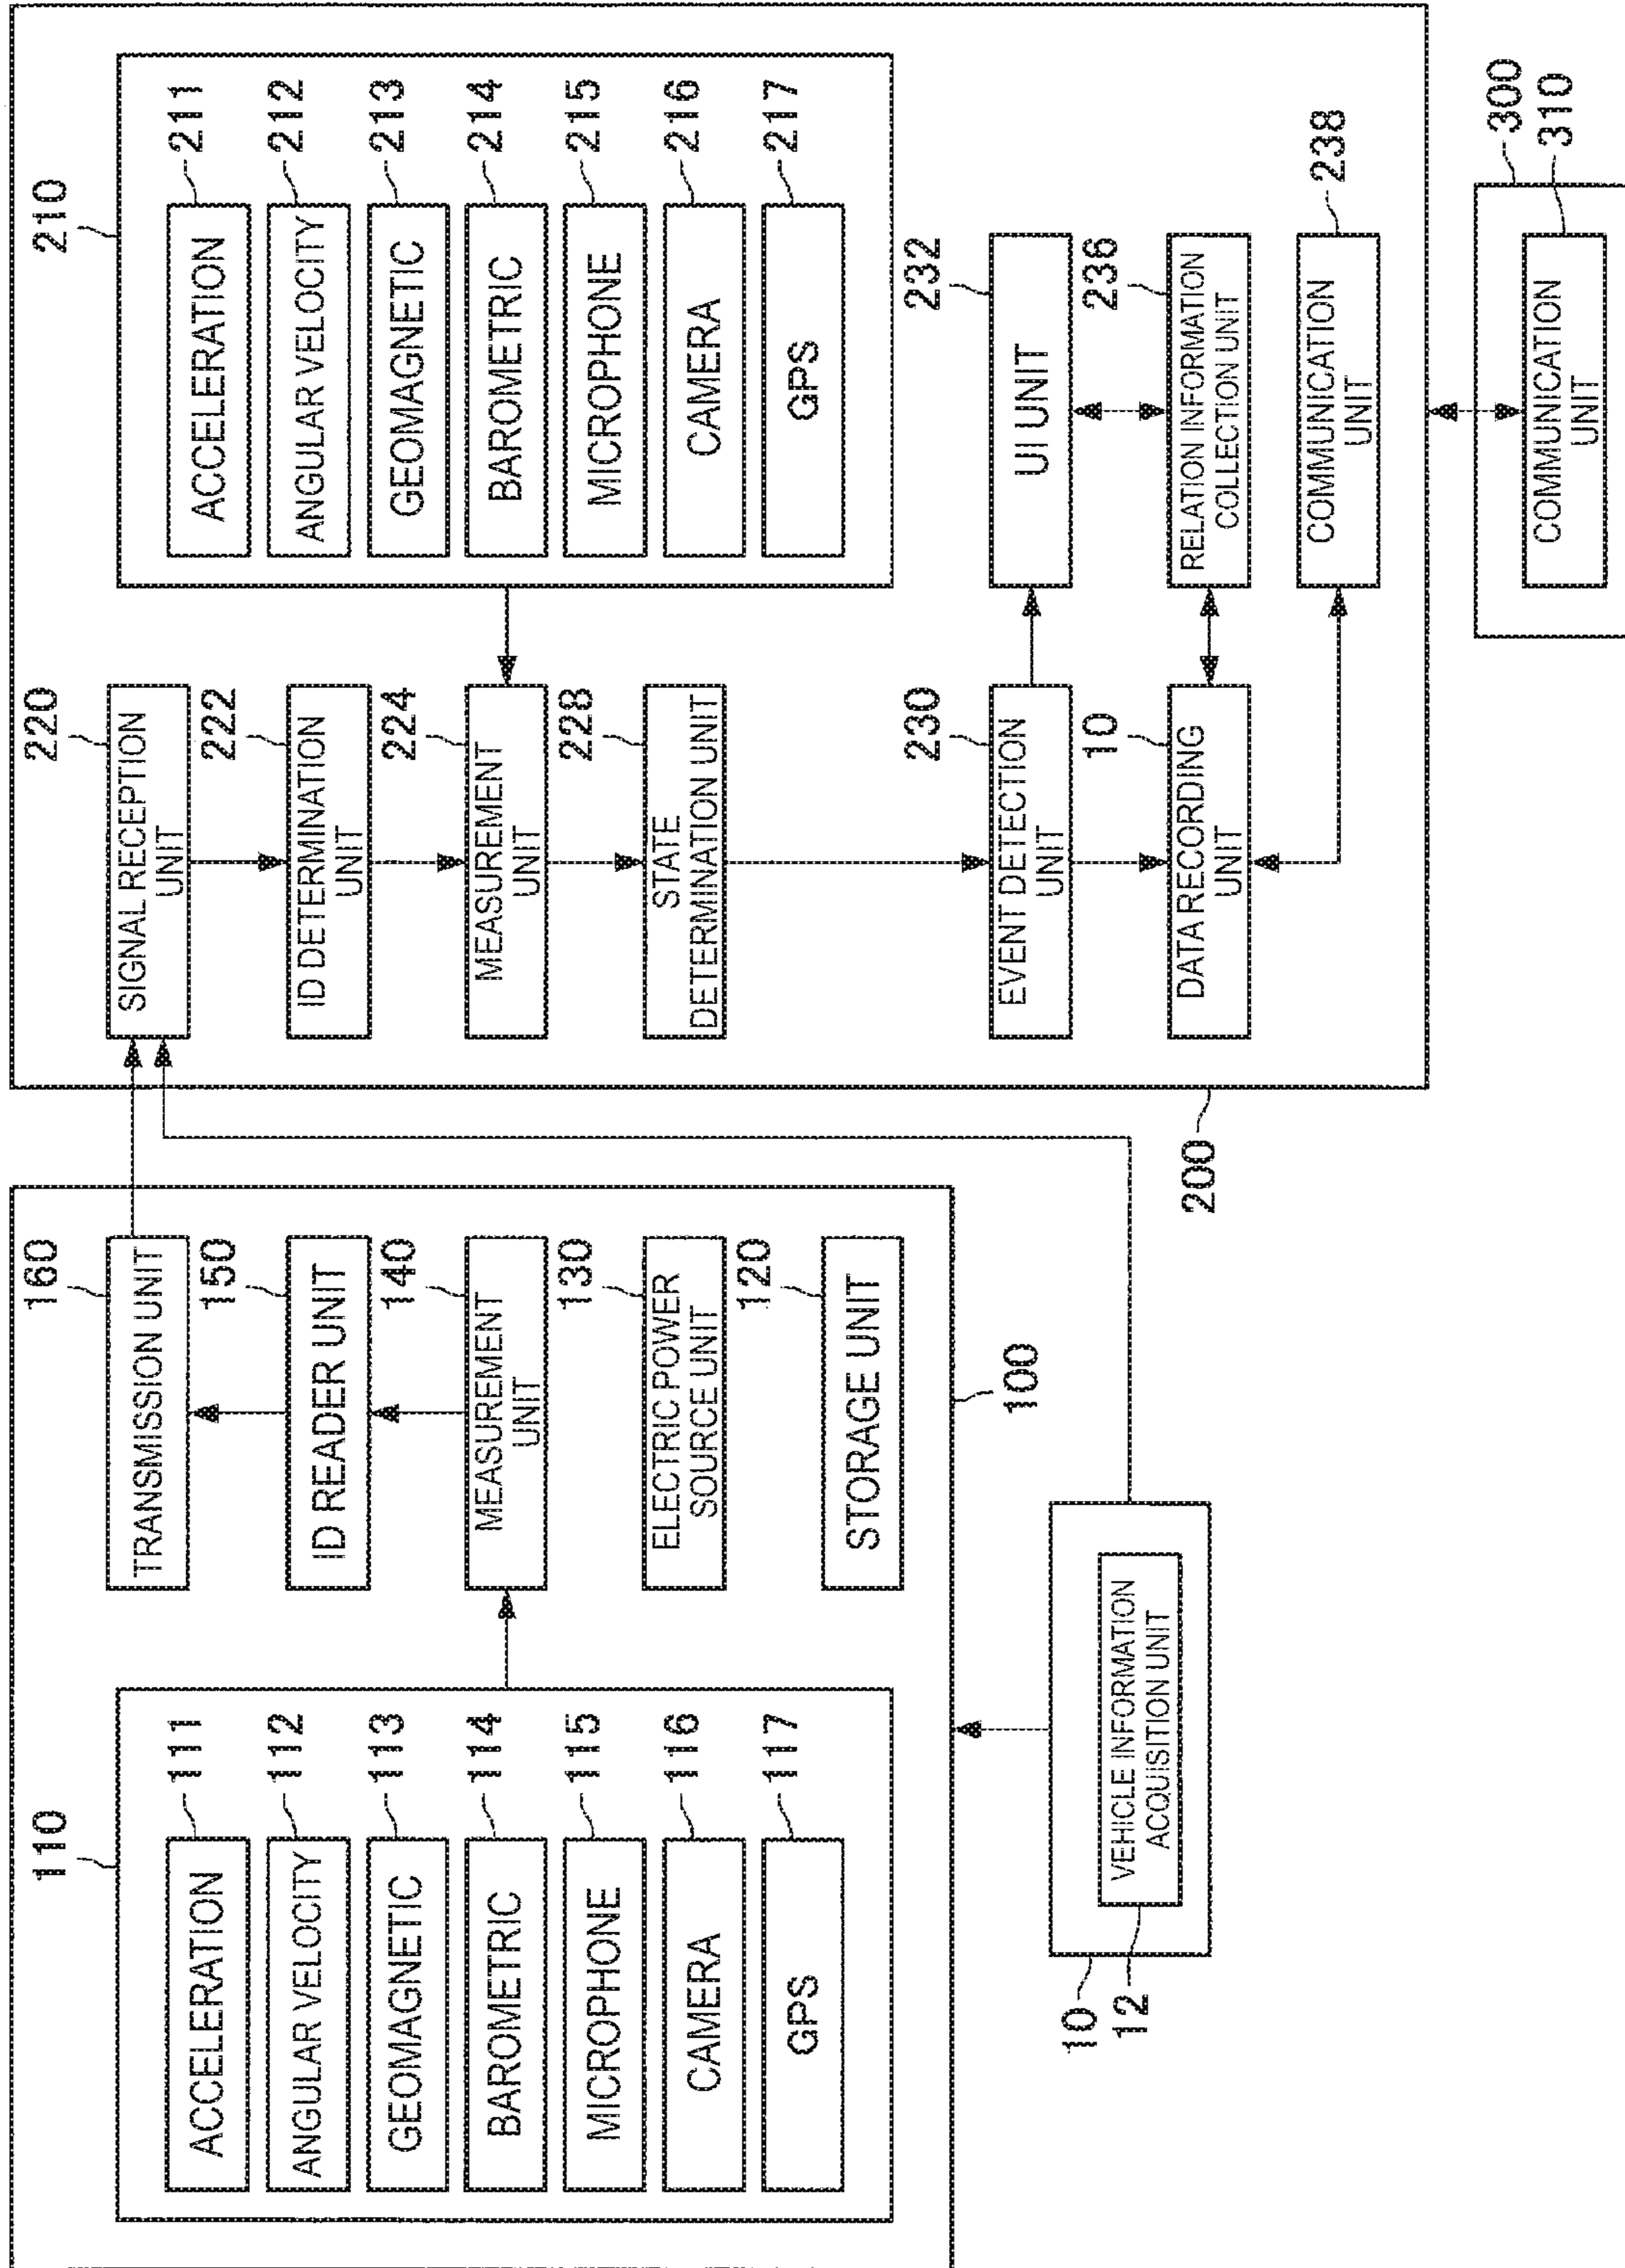 110
ACCELERATION
111
ANGULAR VELOCITY
112
GEOMAGNETIC
113
BAROMETRIC
114
MICROPHONE
115
CAMERA
116
GPS
117
TRANSMISSION UNIT
160
ID READER UNIT
150
MEASUREMENT
UNIT
140
ELECTRIC POWER
SOURCE UNIT
130
STORAGE UNIT
120
100
10
12
VEHICLE INFORMATION
ACQUISITION UNIT
200
SIGNAL RECEPTION
UNIT
220
ID DETERMINATION
UNIT
222
MEASUREMENT
UNIT
224
STATE
DETERMINATION UNIT
228
EVENT DETECTION
UNIT
230
DATA RECORDING
UNIT
10
210
ACCELERATION
211
ANGULAR VELOCITY
212
GEOMAGNETIC
213
BAROMETRIC
214
MICROPHONE
215
CAMERA
216
GPS
217
UI UNIT
232
RELATION INFORMATION
COLLECTION UNIT
236
COMMUNICATION
UNIT
238
300
COMMUNICATION
UNIT
310